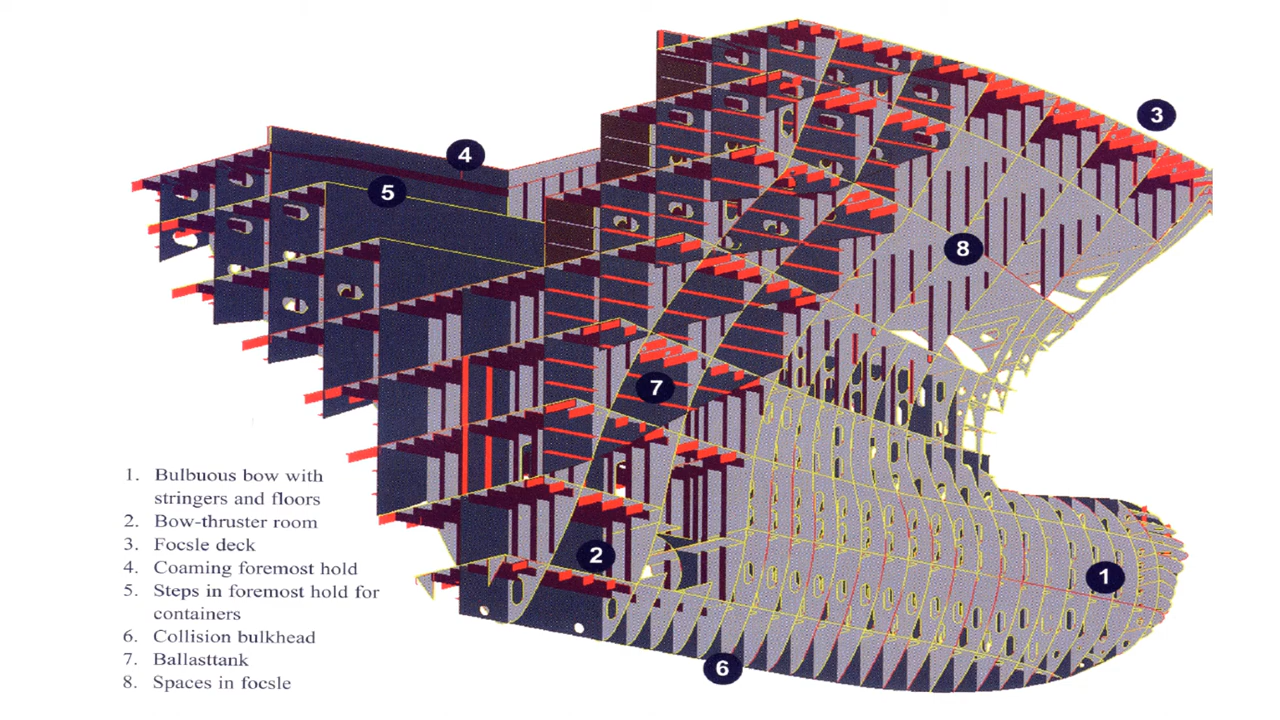 3
4
5
8
7
2
1
6
1. Bulbuous bow with
stringers and floors
2. Bow-thruster room
3. Focsle deck
4. Coaming foremost hold
5. Steps in foremost hold for
containers
6. Collision bulkhead
7. Ballasttank
8. Spaces in focsle